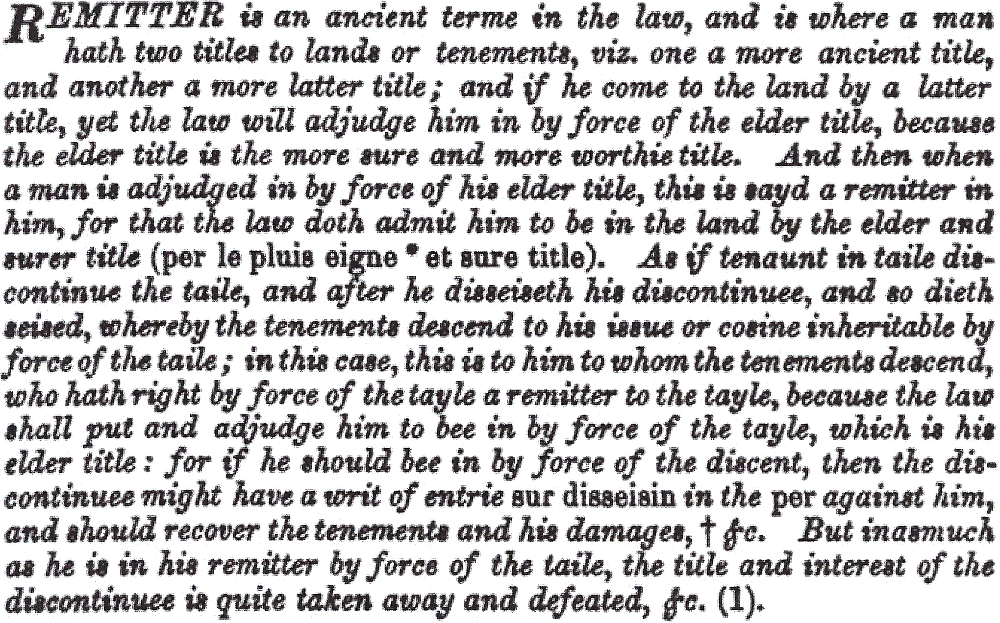 REMITTER is an ancient terme in the law, and is where a man
hath two titles to lands or tenements, viz. one a more ancient title,
and another a more latter title; and if he come to the land by a latter
title, yet the law will adjudge him in by force of the elder title, because
the elder title is the more sure and more worthie title. And then when
a man is adjudged in by force of his elder title, this is sayd a remitter in
him, for that the law doth admit him to be in the land by the elder and
surer title (per le pluis eigne * et sure title). As if tenaunt in taile dis-
continue the taile, and after he disseiseth his discontinuee, and so dieth
seised, whereby the tenements descend to his issue or cosine inheritable by
force of the taile; in this case, this is to him to whom the tenements descend,
who hath right by force of the tayle a remitter to the tayle, because the law
shall put and adjudge him to bee in by force of the tayle, which is his
elder title: for if he should bee in by force of the discent, then the dis-
continuee might have a writ of entrie sur disseisin in the per against him,
and should recover the tenements and his damages, † &c. But inasmuch
as he is in his remitter by force of the taile, the title and interest of the
discontinuee is quite taken away and defeated, &c. (1).